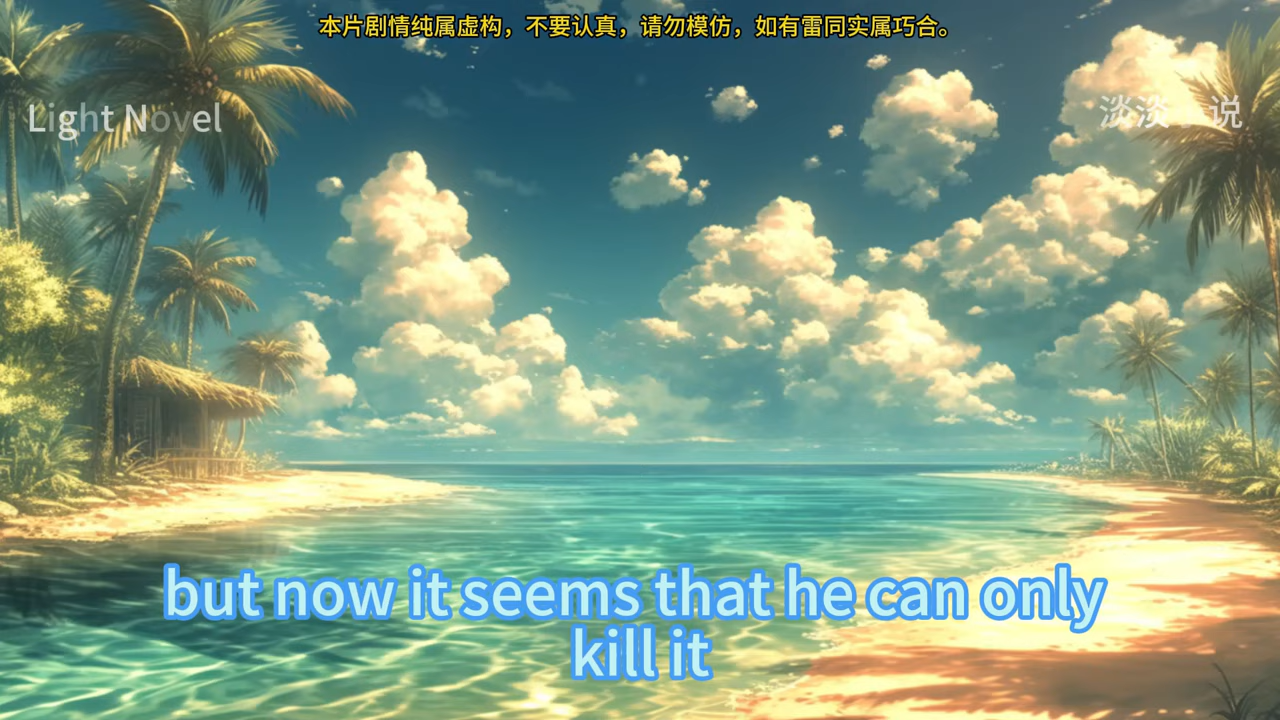 本片剧情纯属虚构，不要认真，请勿模仿，如有雷同实属巧合。
Light Novel
淡淡小说
but now it seems that he can only
kill it